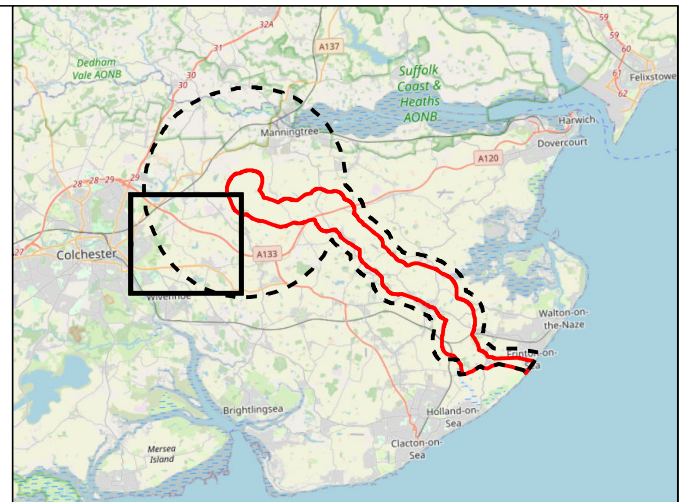 32A
59
59
60
61
62
Felixstowe
A137
31
30
30
Dedham
Vale AONB
Suffolk
Coast &
Heaths
AONB
Manningtree
Harwich
Dovercourt
A120
28
28
29
29
27
Colchester
A133
Wivenhoe
Walton-on-
the-Naze
Frinton-on-
Sea
Brightlingsea
Holland-on-
Sea
Clacton-on-
Sea
Mersea
Island